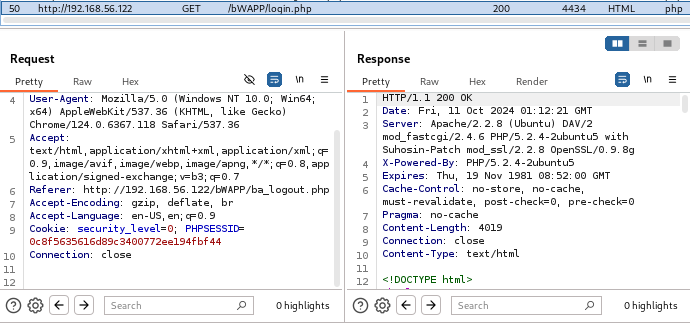 50 http://192.168.56.122 GET /bWAPP/login.php 200 4434 HTML php
Request
Pretty Raw Hex \n
4 User-Agent: Mozilla/5.0 (Windows NT 10.0; Win64;
x64) AppleWebKit/537.36 (KHTML, like Gecko)
Chrome/124.0.6367.118 Safari/537.36
5 Accept:
text/html,application/xhtml+xml,application/xml;q=
0.9,image/avif,image/webp,image/apng,*/*;q=0.8,app
lication/signed-exchange;v=b3;q=0.7
6 Referer: http://192.168.56.122/bWAPP/ba_logout.php
7 Accept-Encoding: gzip, deflate, br
8 Accept-Language: en-US,en;q=0.9
9 Cookie: security_level=0; PHPSESSID=
0c8f5635616d89c3400772ee194fbf44
10 Connection: close
11
12
Search 0 highlights
Response
Pretty Raw Hex Render \n
1 HTTP/1.1 200 OK
2 Date: Fri, 11 Oct 2024 01:12:21 GMT
3 Server: Apache/2.2.8 (Ubuntu) DAV/2
mod_fastcgi/2.4.6 PHP/5.2.4-2ubuntu5 with
Suhosin-Patch mod_ssl/2.2.8 OpenSSL/0.9.8g
4 X-Powered-By: PHP/5.2.4-2ubuntu5
5 Expires: Thu, 19 Nov 1981 08:52:00 GMT
6 Cache-Control: no-store, no-cache,
must-revalidate, post-check=0, pre-check=0
7 Pragma: no-cache
8 Content-Length: 4019
9 Connection: close
10 Content-Type: text/html
11
12 <!DOCTYPE html>
Search 0 highlights